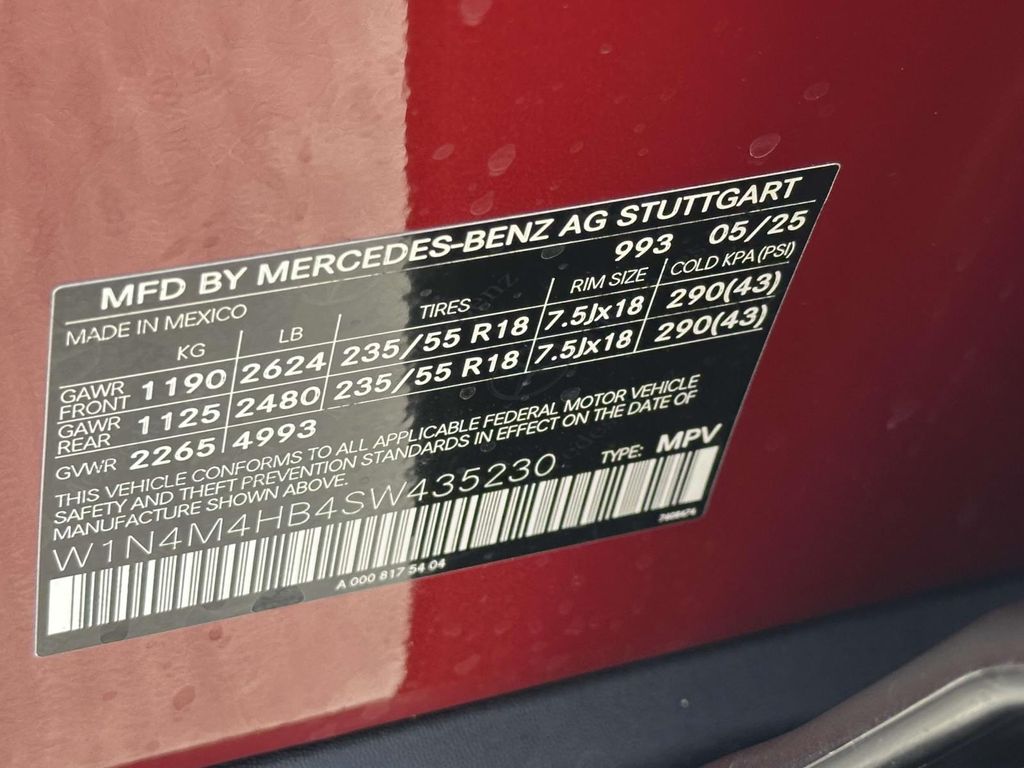 MFD BY MERCEDES-BENZ AG STUTTGART
MADE IN MEXICO 993 05/25
KG LB TIRES RIM SIZE COLD KPA (PSI)
GAWR FRONT 1190 2624 235/55 R18 7.5Jx18 290(43)
GAWR REAR 1125 2480 235/55 R18 7.5Jx18 290(43)
GVWR 2265 4993
THIS VEHICLE CONFORMS TO ALL APPLICABLE FEDERAL MOTOR VEHICLE
SAFETY AND THEFT PREVENTION STANDARDS IN EFFECT ON THE DATE OF
MANUFACTURE SHOWN ABOVE.
W1N4M4HB4SW435230 TYPE: MPV
A 000 817 54 04